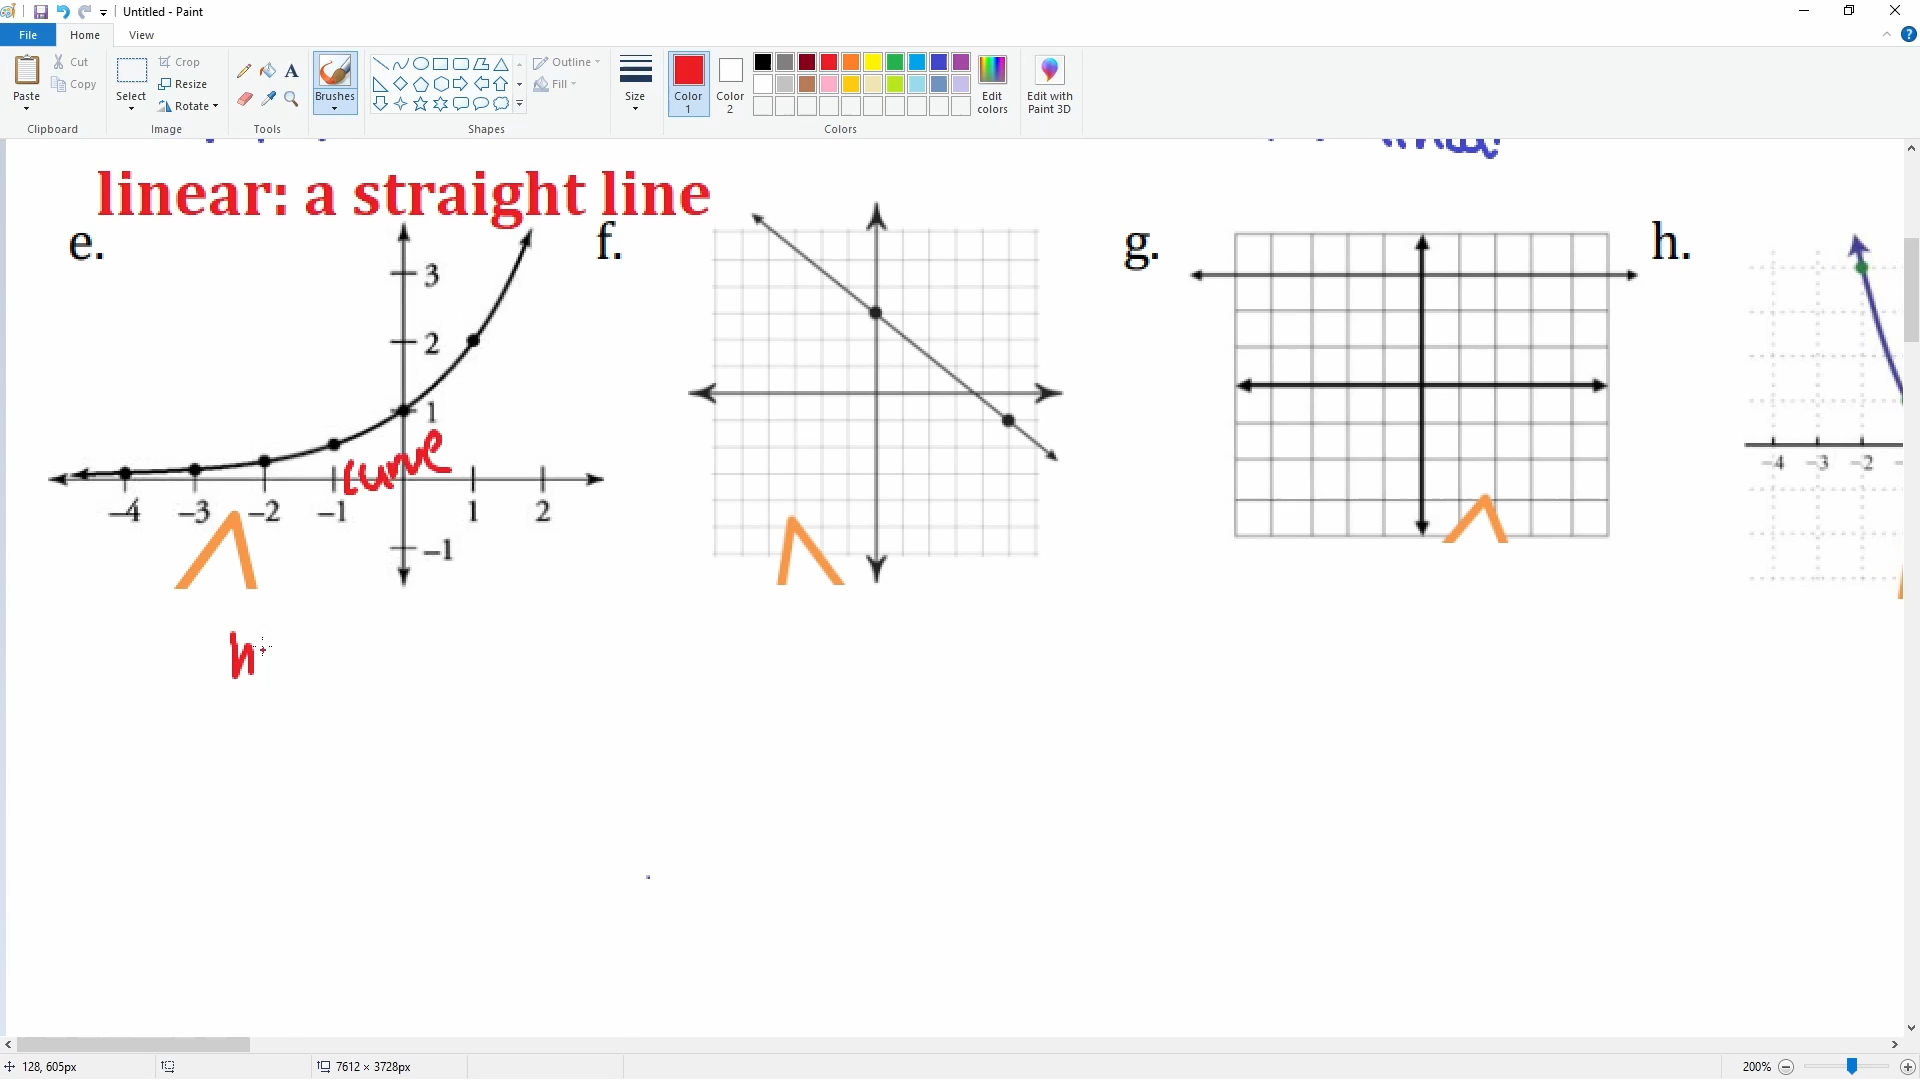 Untitled - Paint
File Home View
Paste Cut Copy Clipboard
Select Crop Resize Rotate Image
Tools
Brushes
Shapes
Outline Fill
Size
Color 1 Color 2 Edit colors Colors
Edit with Paint 3D
linear: a straight line
e. f. g. h.
3
2
1
curve
-4 -3 -2 -1 1 2
-1
-4 -3 -2
128, 605px 7612 × 3728px 200%